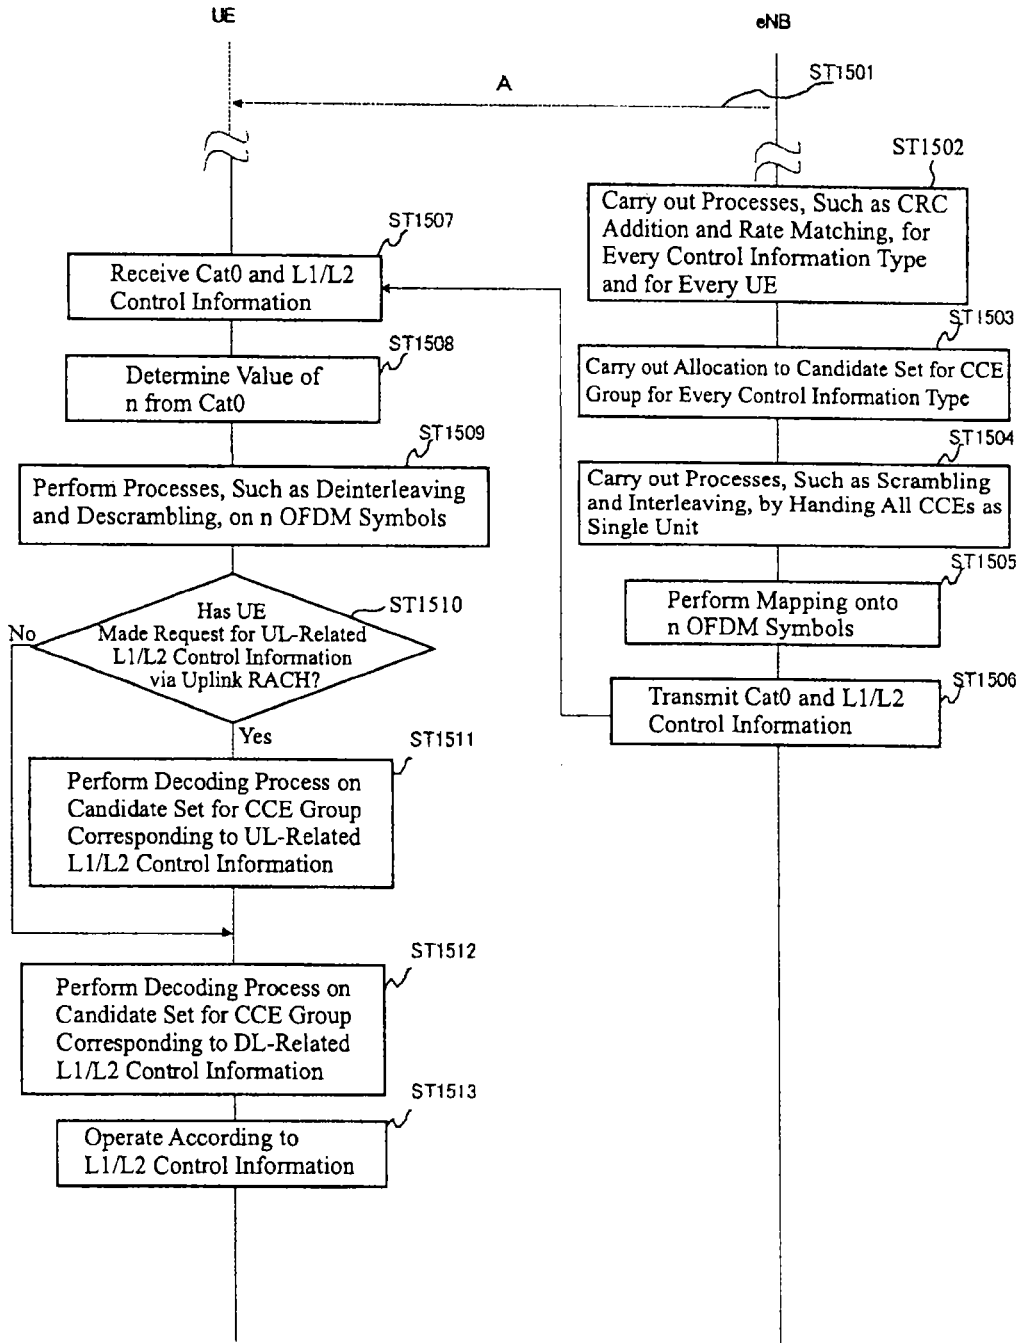 UE
eNB
A
ST1501
ST1502
Carry out Processes, Such as CRC
Addition and Rate Matching, for
Every Control Information Type
and for Every UE
ST1503
Carry out Allocation to Candidate Set for CCE
Group for Every Control Information Type
ST1504
Carry out Processes, Such as Scrambling
and Interleaving, by Handing All CCEs as
Single Unit
ST1505
Perform Mapping onto
n OFDM Symbols
ST1506
Transmit Cat0 and L1/L2
Control Information
ST1507
Receive Cat0 and L1/L2
Control Information
ST1508
Determine Value of
n from Cat0
ST1509
Perform Processes, Such as Deinterleaving
and Descrambling, on n OFDM Symbols
ST1510
Has UE
Made Request for UL-Related
L1/L2 Control Information
via Uplink RACH?
No
Yes
ST1511
Perform Decoding Process on
Candidate Set for CCE Group
Corresponding to UL-Related
L1/L2 Control Information
ST1512
Perform Decoding Process on
Candidate Set for CCE Group
Corresponding to DL-Related
L1/L2 Control Information
ST1513
Operate According to
L1/L2 Control Information